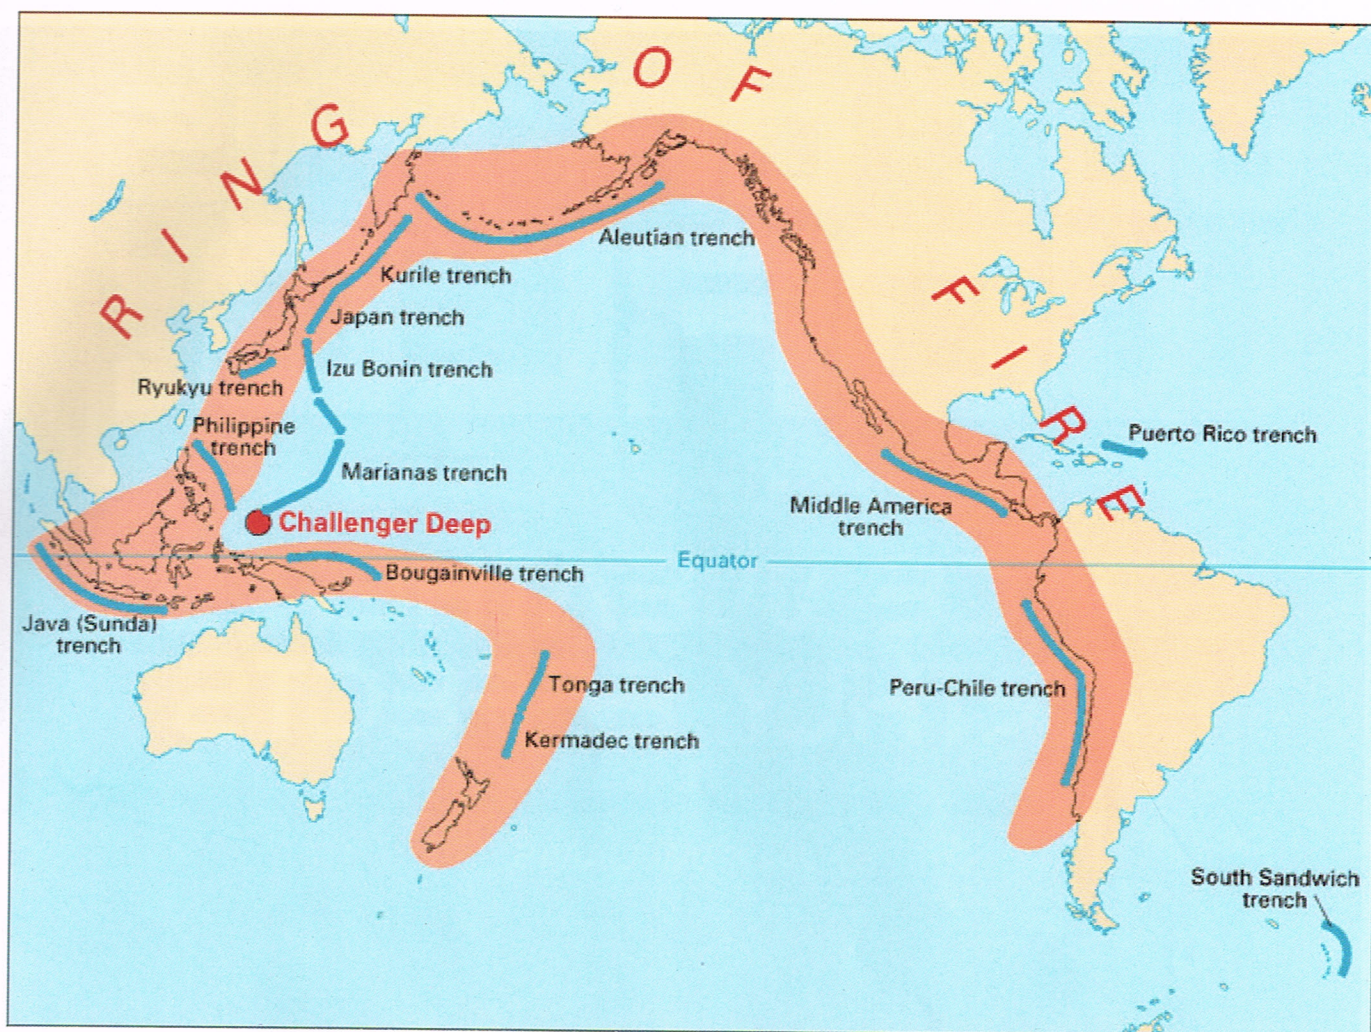 RING OF FIRE
Aleutian trench
Kurile trench
Japan trench
Izu Bonin trench
Ryukyu trench
Philippine
trench
Marianas trench
Challenger Deep
Puerto Rico trench
Middle America
trench
Equator
Bougainville trench
Java (Sunda)
trench
Tonga trench
Kermadec trench
Peru-Chile trench
South Sandwich
trench